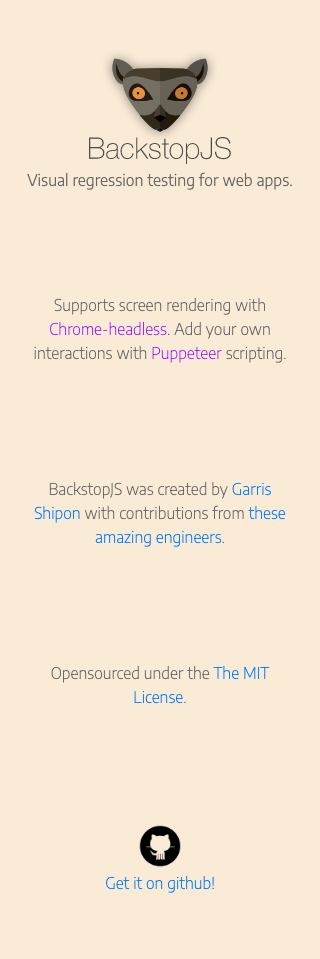 BackstopJS
Visual regression testing for web apps.
Supports screen rendering with
Chrome-headless. Add your own
interactions with Puppeteer scripting.
BackstopJS was created by Garris
Shipon with contributions from these
amazing engineers.
Opensourced under the The MIT
License.
Get it on github!